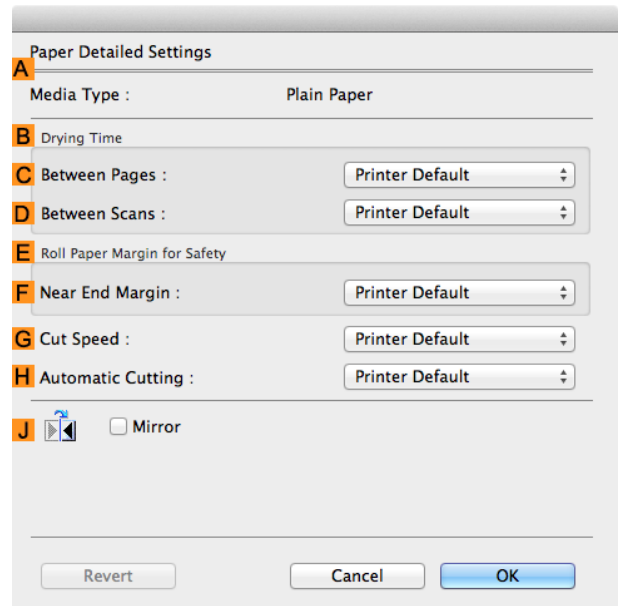 Paper Detailed Settings
A
Media Type : Plain Paper
B Drying Time
C Between Pages : Printer Default
D Between Scans : Printer Default
E Roll Paper Margin for Safety
F Near End Margin : Printer Default
G Cut Speed : Printer Default
H Automatic Cutting : Printer Default
J Mirror
Revert Cancel OK